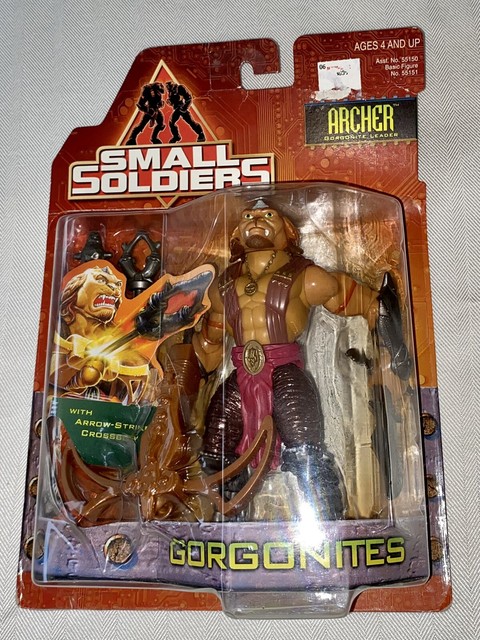 AGES 4 AND UP
Asst. No. 55150
Basic Figure
No. 55151
ARCHER™
GORGONITE LEADER
SMALL
SOLDIERS
WITH
ARROW-STRIKE
CROSSBOW
GORGONITES